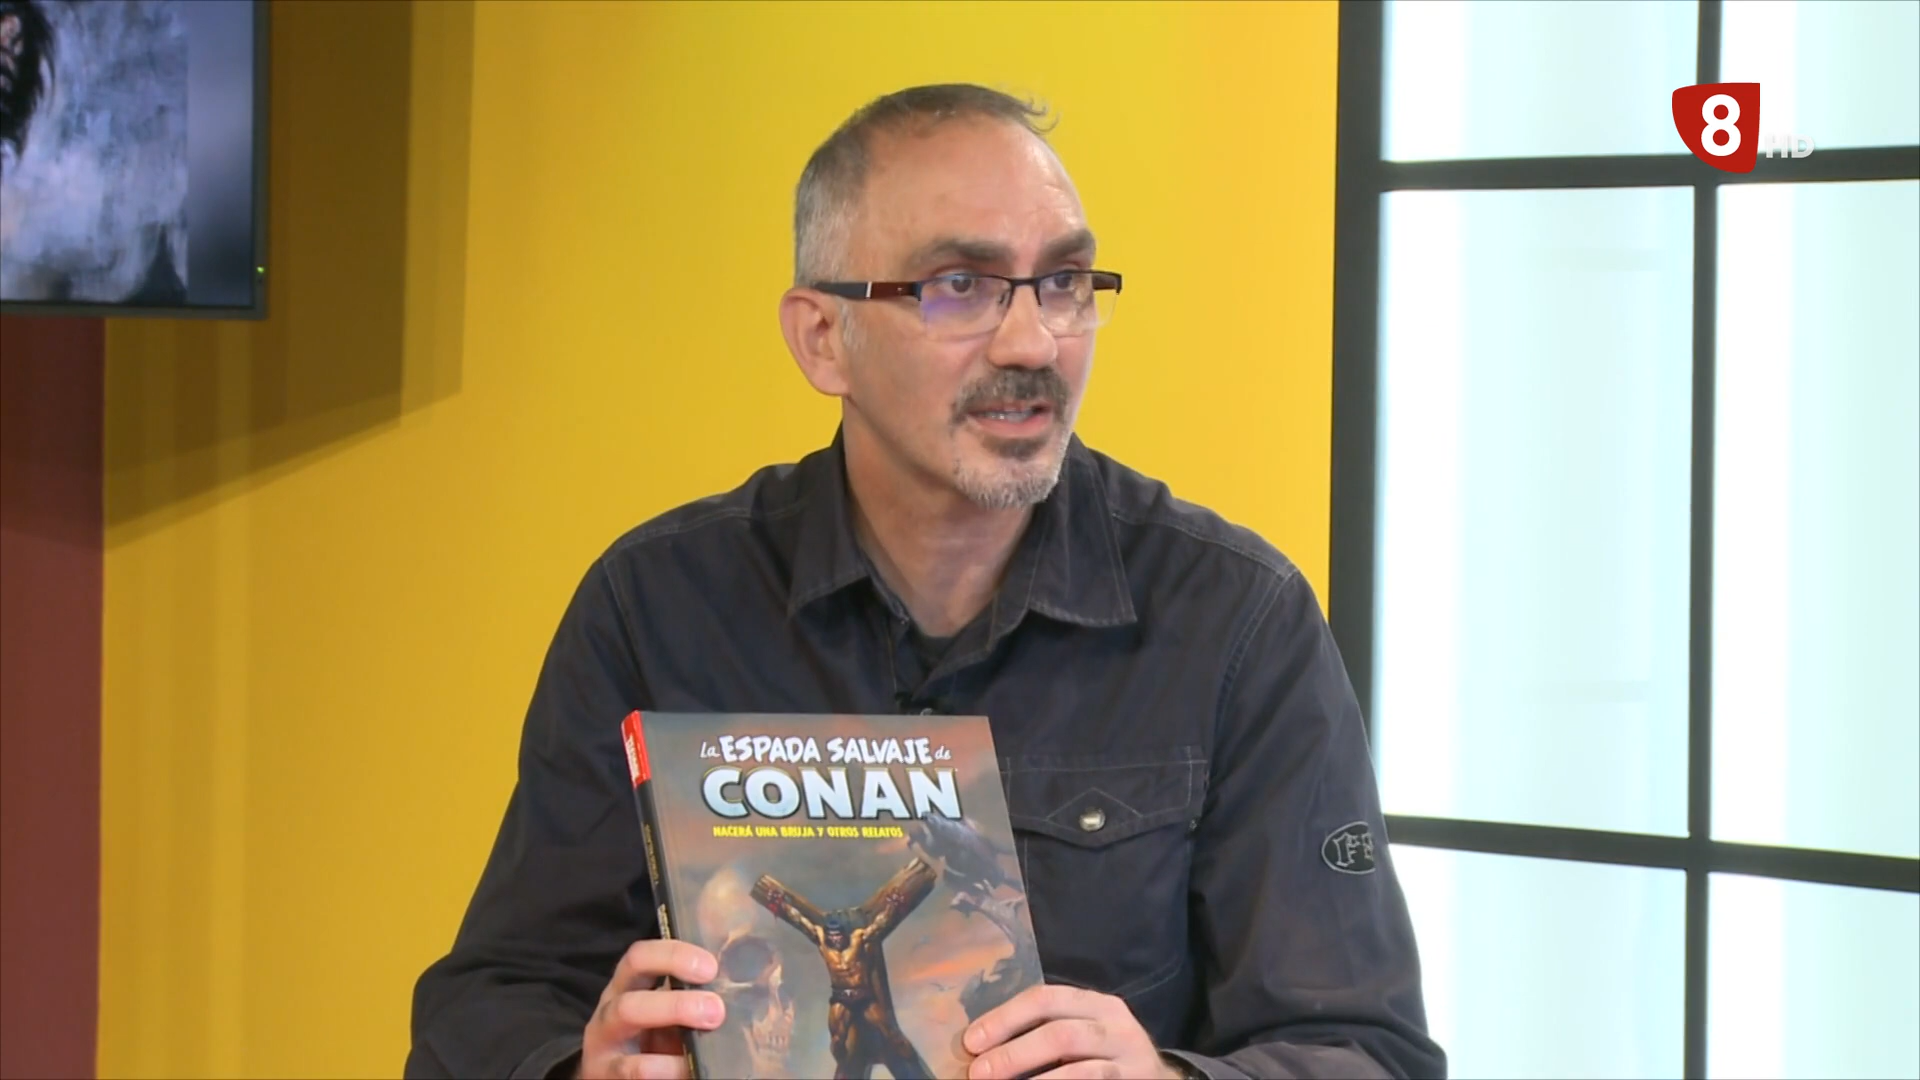 8
HD
La ESPADA SALVAJE de
CONAN
NACERÁ UNA BRUJA Y OTROS RELATOS